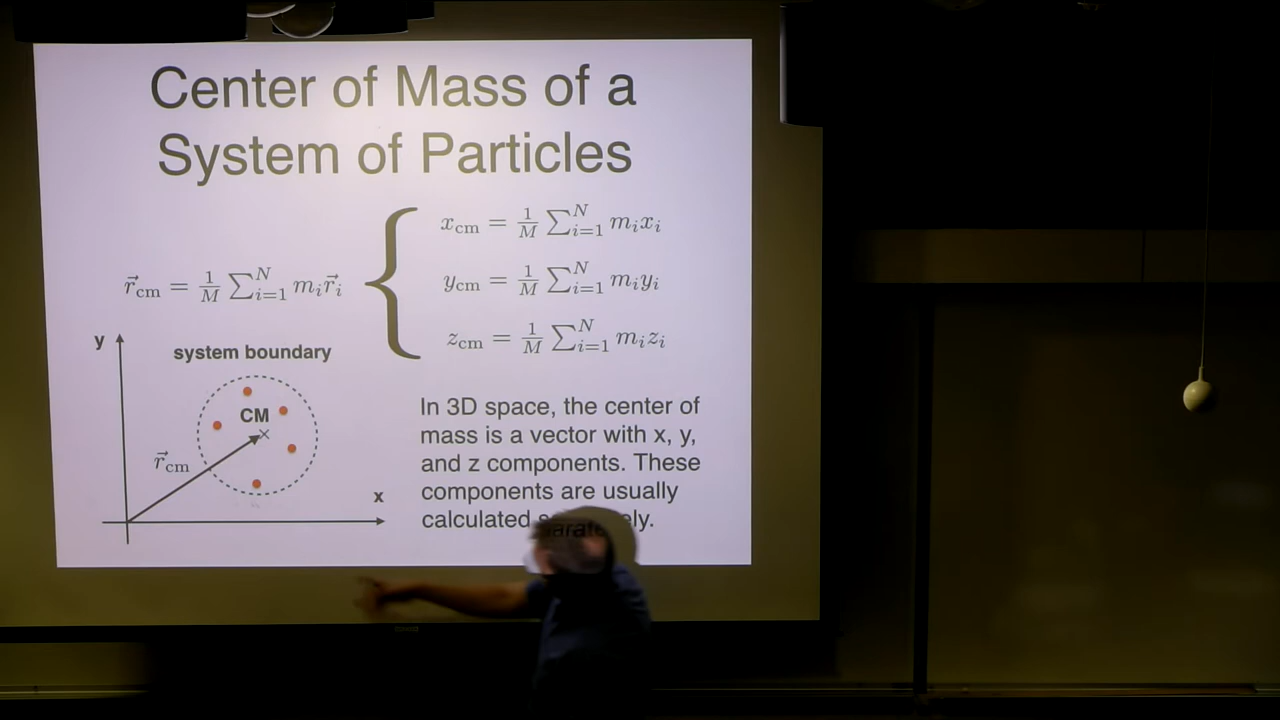 Center of Mass of a
System of Particles
x_cm = 1/M ∑_{i=1}^{N} m_i x_i
r⃗_cm = 1/M ∑_{i=1}^{N} m_i r⃗_i
y_cm = 1/M ∑_{i=1}^{N} m_i y_i
z_cm = 1/M ∑_{i=1}^{N} m_i z_i
y
system boundary
CM
r⃗_cm
x
In 3D space, the center of
mass is a vector with x, y,
and z components. These
components are usually
calculated separately.